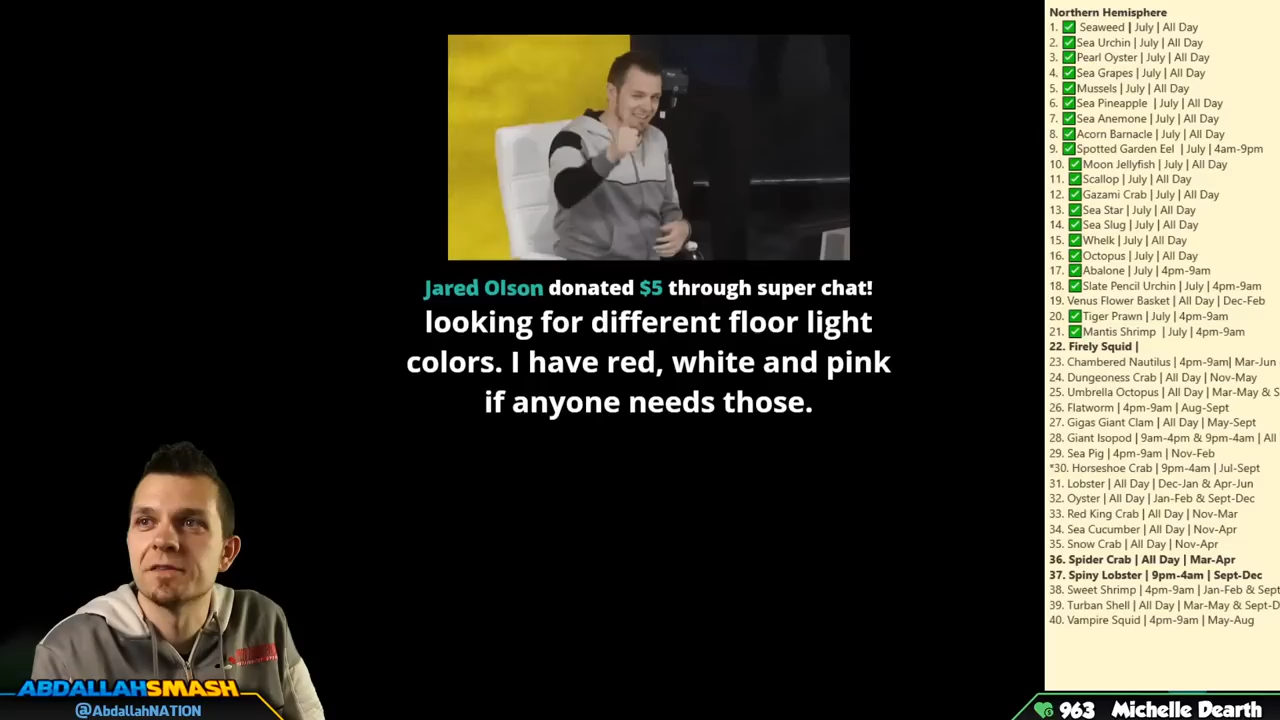 Jared Olson donated $5 through super chat!
looking for different floor light
colors. I have red, white and pink
if anyone needs those.
Northern Hemisphere
1. ✅ Seaweed | July | All Day
2. ✅ Sea Urchin | July | All Day
3. ✅ Pearl Oyster | July | All Day
4. ✅ Sea Grapes | July | All Day
5. ✅ Mussels | July | All Day
6. ✅ Sea Pineapple | July | All Day
7. ✅ Sea Anemone | July | All Day
8. ✅ Acorn Barnacle | July | All Day
9. ✅ Spotted Garden Eel | July | 4am-9pm
10. ✅ Moon Jellyfish | July | All Day
11. ✅ Scallop | July | All Day
12. ✅ Gazami Crab | July | All Day
13. ✅ Sea Star | July | All Day
14. ✅ Sea Slug | July | All Day
15. ✅ Whelk | July | All Day
16. ✅ Octopus | July | All Day
17. ✅ Abalone | July | 4pm-9am
18. ✅ Slate Pencil Urchin | July | 4pm-9am
19. Venus Flower Basket | All Day | Dec-Feb
20. ✅ Tiger Prawn | July | 4pm-9am
21. ✅ Mantis Shrimp | July | 4pm-9am
22. Firely Squid |
23. Chambered Nautilus | 4pm-9am| Mar-Jun
24. Dungeoness Crab | All Day | Nov-May
25. Umbrella Octopus | All Day | Mar-May & S
26. Flatworm | 4pm-9am | Aug-Sept
27. Gigas Giant Clam | All Day | May-Sept
28. Giant Isopod | 9am-4pm & 9pm-4am | All
29. Sea Pig | 4pm-9am | Nov-Feb
*30. Horseshoe Crab | 9pm-4am | Jul-Sept
31. Lobster | All Day | Dec-Jan & Apr-Jun
32. Oyster | All Day | Jan-Feb & Sept-Dec
33. Red King Crab | All Day | Nov-Mar
34. Sea Cucumber | All Day | Nov-Apr
35. Snow Crab | All Day | Nov-Apr
36. Spider Crab | All Day | Mar-Apr
37. Spiny Lobster | 9pm-4am | Sept-Dec
38. Sweet Shrimp | 4pm-9am | Jan-Feb & Sept
39. Turban Shell | All Day | Mar-May & Sept-D
40. Vampire Squid | 4pm-9am | May-Aug
ABDALLAHSMASH
@AbdallahNATION
963 Michelle Dearth